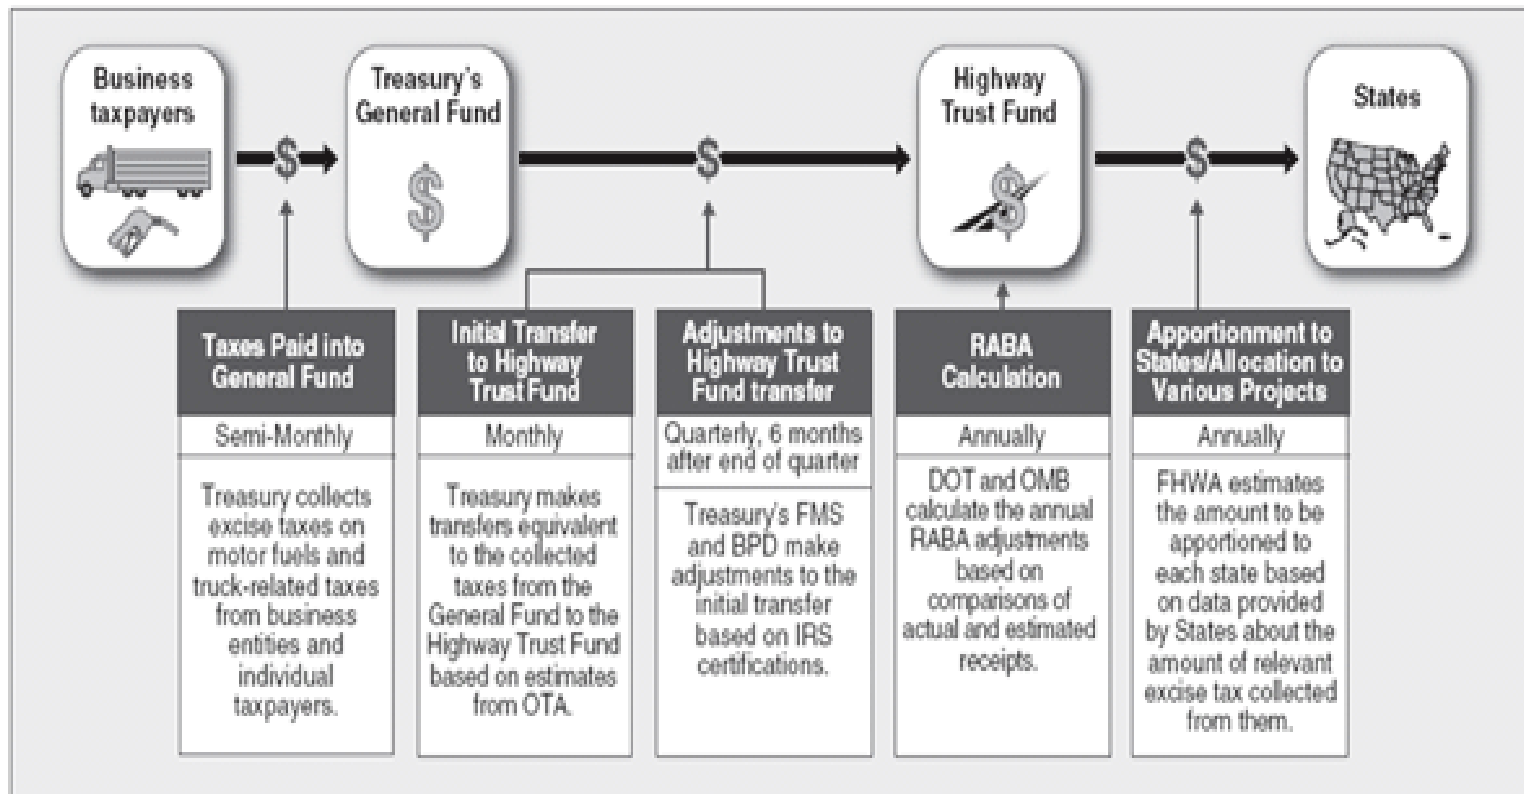 Business
taxpayers
$
Treasury's
General Fund
$
$
Highway
Trust Fund
$
$
States
Taxes Paid into
General Fund
Semi-Monthly
Treasury collects
excise taxes on
motor fuels and
truck-related taxes
from business
entities and
individual
taxpayers.
Initial Transfer
to Highway
Trust Fund
Monthly
Treasury makes
transfers equivalent
to the collected
taxes from the
General Fund to the
Highway Trust Fund
based on estimates
from OTA.
Adjustments to
Highway Trust
Fund transfer
Quarterly, 6 months
after end of quarter
Treasury's FMS
and BPD make
adjustments to the
initial transfer
based on IRS
certifications.
RABA
Calculation
Annually
DOT and OMB
calculate the annual
RABA adjustments
based on
comparisons of
actual and estimated
receipts.
Apportionment to
States/Allocation to
Various Projects
Annually
FHWA estimates
the amount to be
apportioned to
each state based
on data provided
by States about the
amount of relevant
excise tax collected
from them.